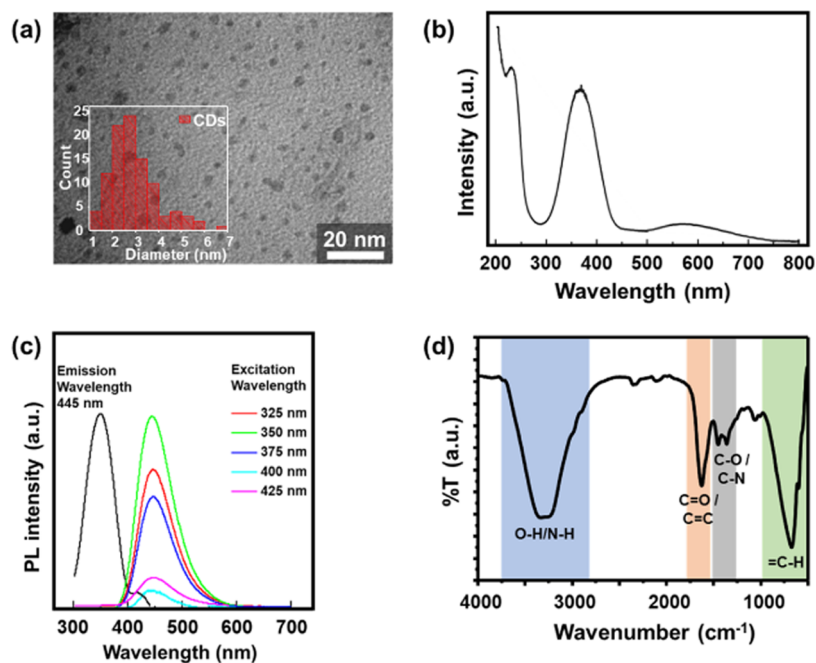 (a)
25
20
15
10
5
0
Count
CDs
1 2 3 4 5 6 7
Diameter (nm)
20 nm
(b)
Intensity (a.u.)
200 300 400 500 600 700 800
Wavelength (nm)
(c)
Emission
Wavelength
445 nm
Excitation
Wavelength
325 nm
350 nm
375 nm
400 nm
425 nm
PL intensity (a.u.)
300 400 500 600 700
Wavelength (nm)
(d)
%T (a.u.)
O-H/N-H
C=O /
C=C
C-O /
C-N
=C-H
4000 3000 2000 1000
Wavenumber (cm⁻¹)